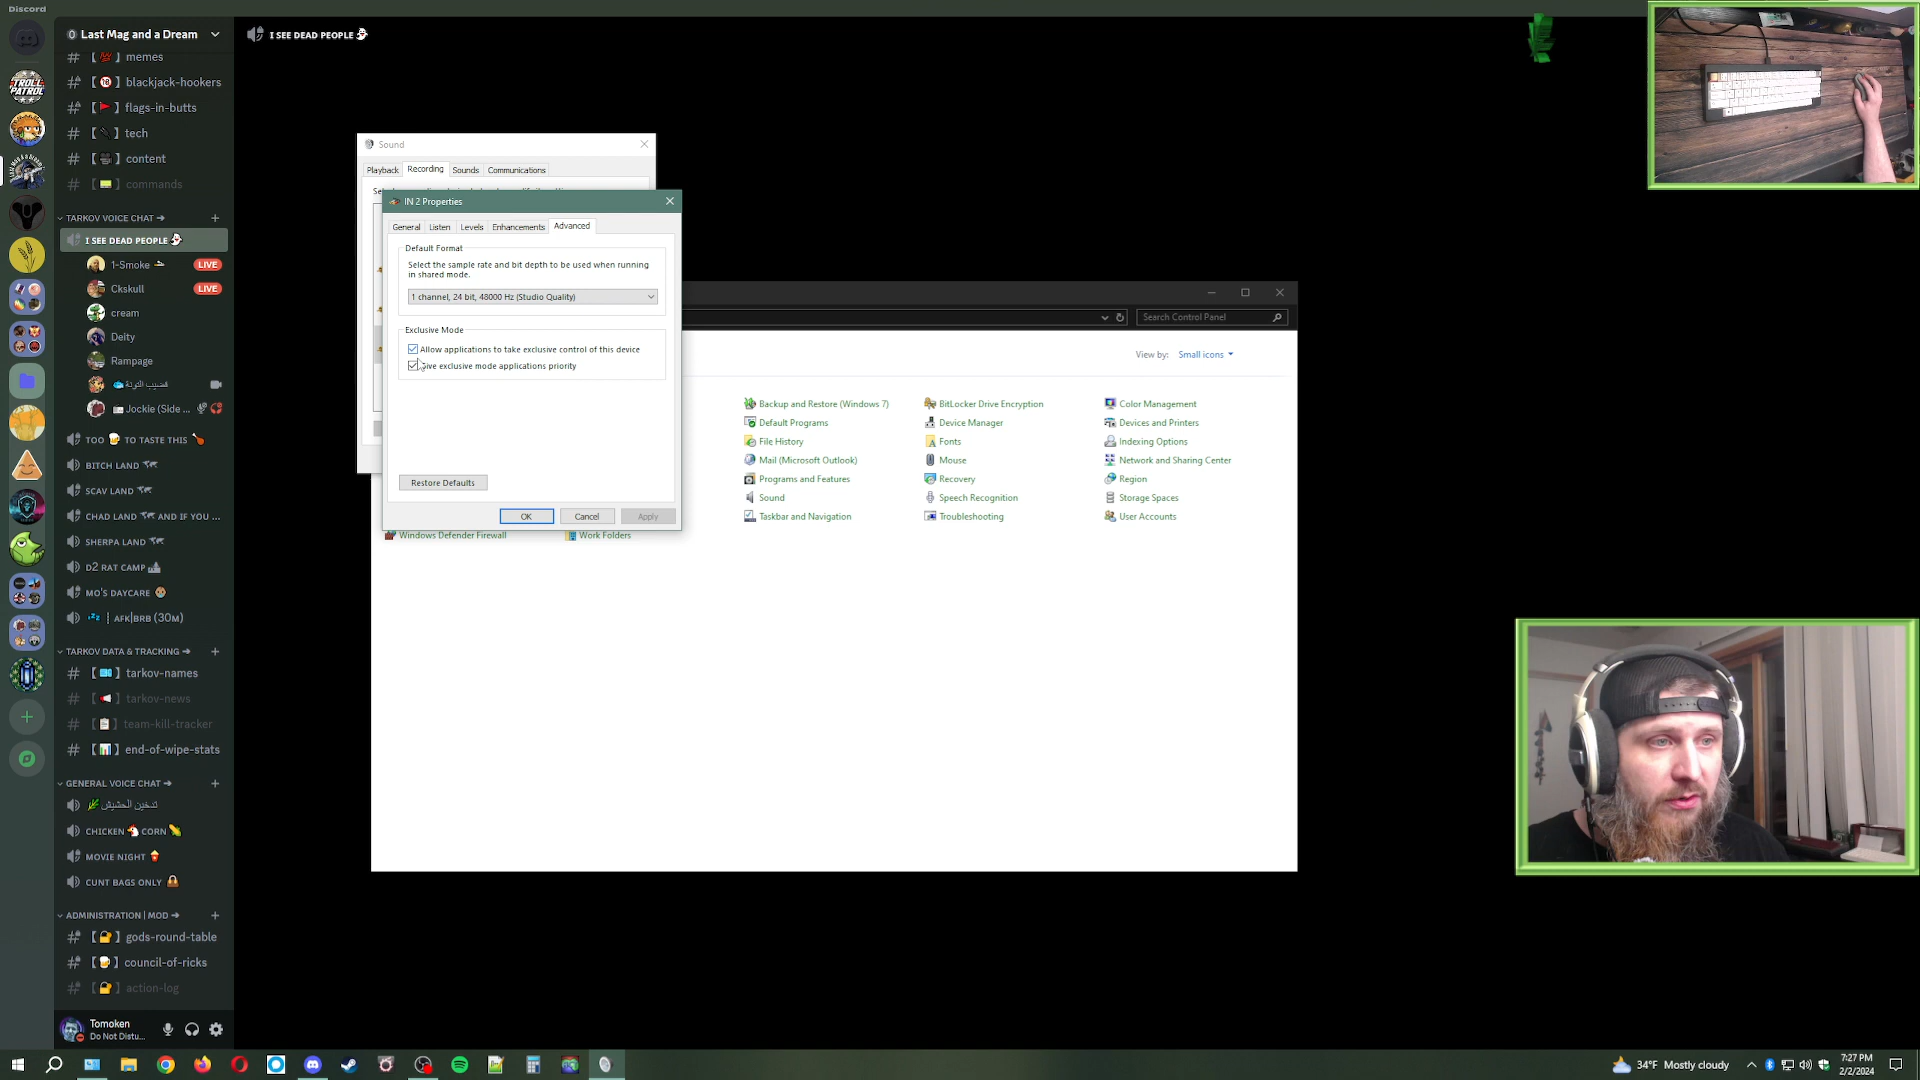 Discord
Last Mag and a Dream
memes
blackjack-hookers
flags-in-butts
tech
content
commands
TARKOV VOICE CHAT
I SEE DEAD PEOPLE
1-Smoke
LIVE
Ckskull
LIVE
cream
Deity
Rampage
Jockie (Side ...
TOO TO TASTE THIS
BITCH LAND
SCAV LAND
CHAD LAND AND IF YOU ...
SHERPA LAND
D2 RAT CAMP
MO'S DAYCARE
AFK|BRB (30M)
TARKOV DATA & TRACKING
tarkov-names
tarkov-news
team-kill-tracker
end-of-wipe-stats
GENERAL VOICE CHAT
تدخين الحشيش
CHICKEN CORN
MOVIE NIGHT
CUNT BAGS ONLY
ADMINISTRATION | MOD
gods-round-table
council-of-ricks
action-log
Tomoken
Do Not Distu...
I SEE DEAD PEOPLE
Sound
Playback
Recording
Sounds
Communications
IN 2 Properties
General
Listen
Levels
Enhancements
Advanced
Default Format
Select the sample rate and bit depth to be used when running
in shared mode.
1 channel, 24 bit, 48000 Hz (Studio Quality)
Exclusive Mode
Allow applications to take exclusive control of this device
Give exclusive mode applications priority
Restore Defaults
OK
Cancel
Apply
Search Control Panel
View by: Small icons
Backup and Restore (Windows 7)
BitLocker Drive Encryption
Color Management
Default Programs
Device Manager
Devices and Printers
File History
Fonts
Indexing Options
Mail (Microsoft Outlook)
Mouse
Network and Sharing Center
Programs and Features
Recovery
Region
Sound
Speech Recognition
Storage Spaces
Taskbar and Navigation
Troubleshooting
User Accounts
Windows Defender Firewall
Work Folders
34°F Mostly cloudy
7:27 PM
2/2/2024